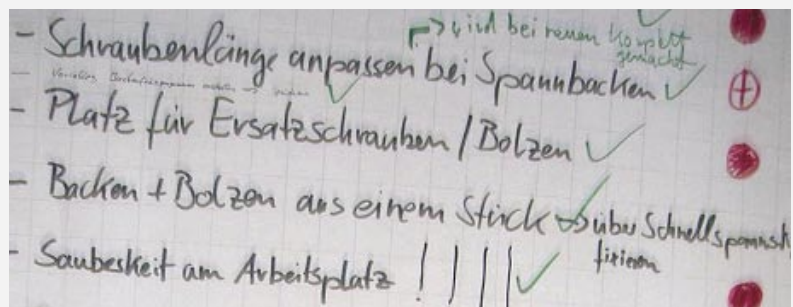 → wird bei neuen komplett
gemacht
- Schraubenlänge anpassen bei Spannbacken ✓
- Platz für Ersatzschrauben / Bolzen ✓
- Backen + Bolzen aus einem Stück → über Schnellspannsh
fixieren
- Sauberkeit am Arbeitsplatz ! ! ! ! ✓